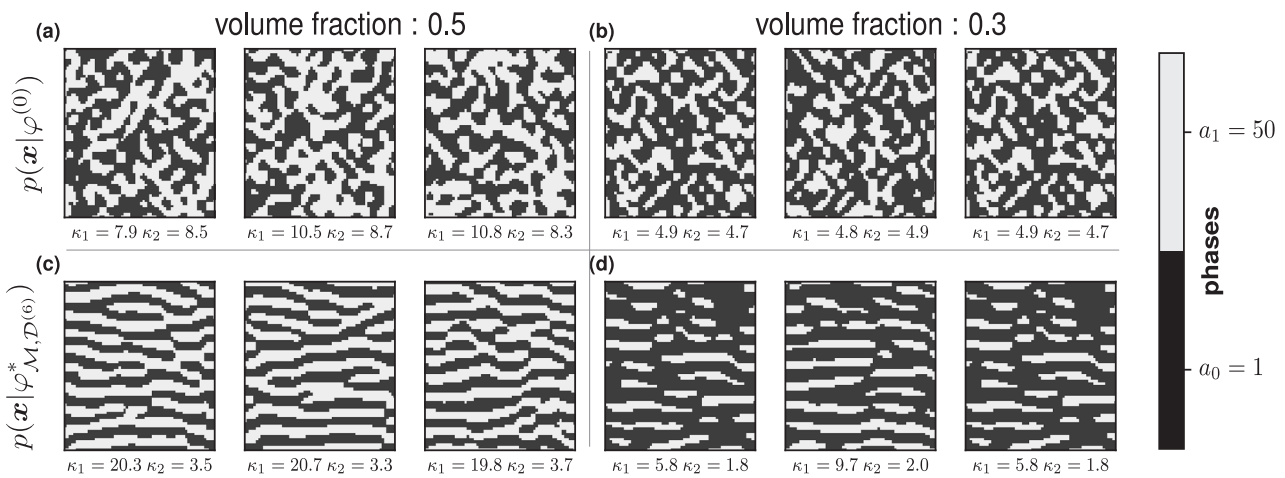 volume fraction : 0.5
volume fraction : 0.3
(a)
(b)
p(x|φ^(0))
κ1 = 7.9 κ2 = 8.5
κ1 = 10.5 κ2 = 8.7
κ1 = 10.8 κ2 = 8.3
κ1 = 4.9 κ2 = 4.7
κ1 = 4.8 κ2 = 4.9
κ1 = 4.9 κ2 = 4.7
(c)
(d)
p(x|φ*_M,D^(6))
κ1 = 20.3 κ2 = 3.5
κ1 = 20.7 κ2 = 3.3
κ1 = 19.8 κ2 = 3.7
κ1 = 5.8 κ2 = 1.8
κ1 = 9.7 κ2 = 2.0
κ1 = 5.8 κ2 = 1.8
a1 = 50
phases
a0 = 1